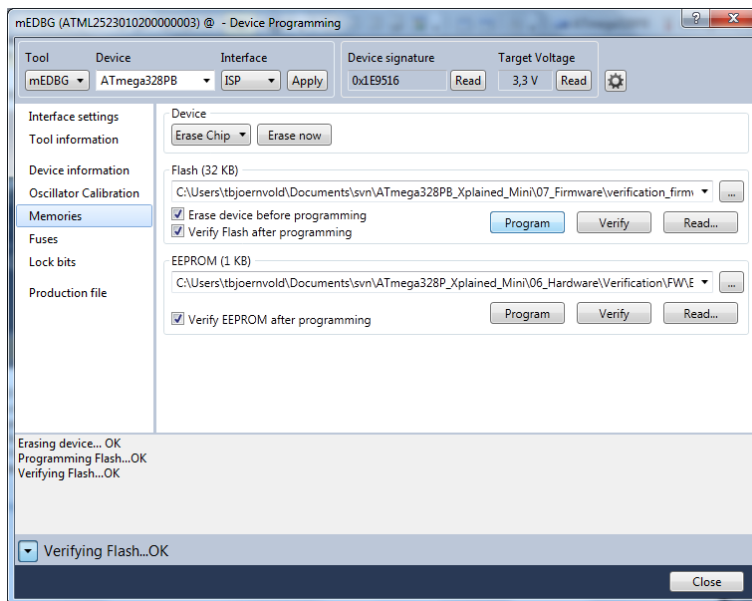 mEDBG (ATML2523010200000003) @ - Device Programming
?
X
Tool Device Interface Device signature Target Voltage
mEDBG ATmega328PB ISP Apply 0x1E9516 Read 3,3 V Read
Interface settings
Tool information
Device information
Oscillator Calibration
Memories
Fuses
Lock bits
Production file
Device
Erase Chip Erase now
Flash (32 KB)
C:\Users\tbjoernvold\Documents\svn\ATmega328PB_Xplained_Mini\07_Firmware\verification_firmv ...
Erase device before programming
Verify Flash after programming
Program Verify Read...
EEPROM (1 KB)
C:\Users\tbjoernvold\Documents\svn\ATmega328P_Xplained_Mini\06_Hardware\Verification\FW\E ...
Verify EEPROM after programming
Program Verify Read...
Erasing device... OK
Programming Flash...OK
Verifying Flash...OK
Verifying Flash...OK
Close